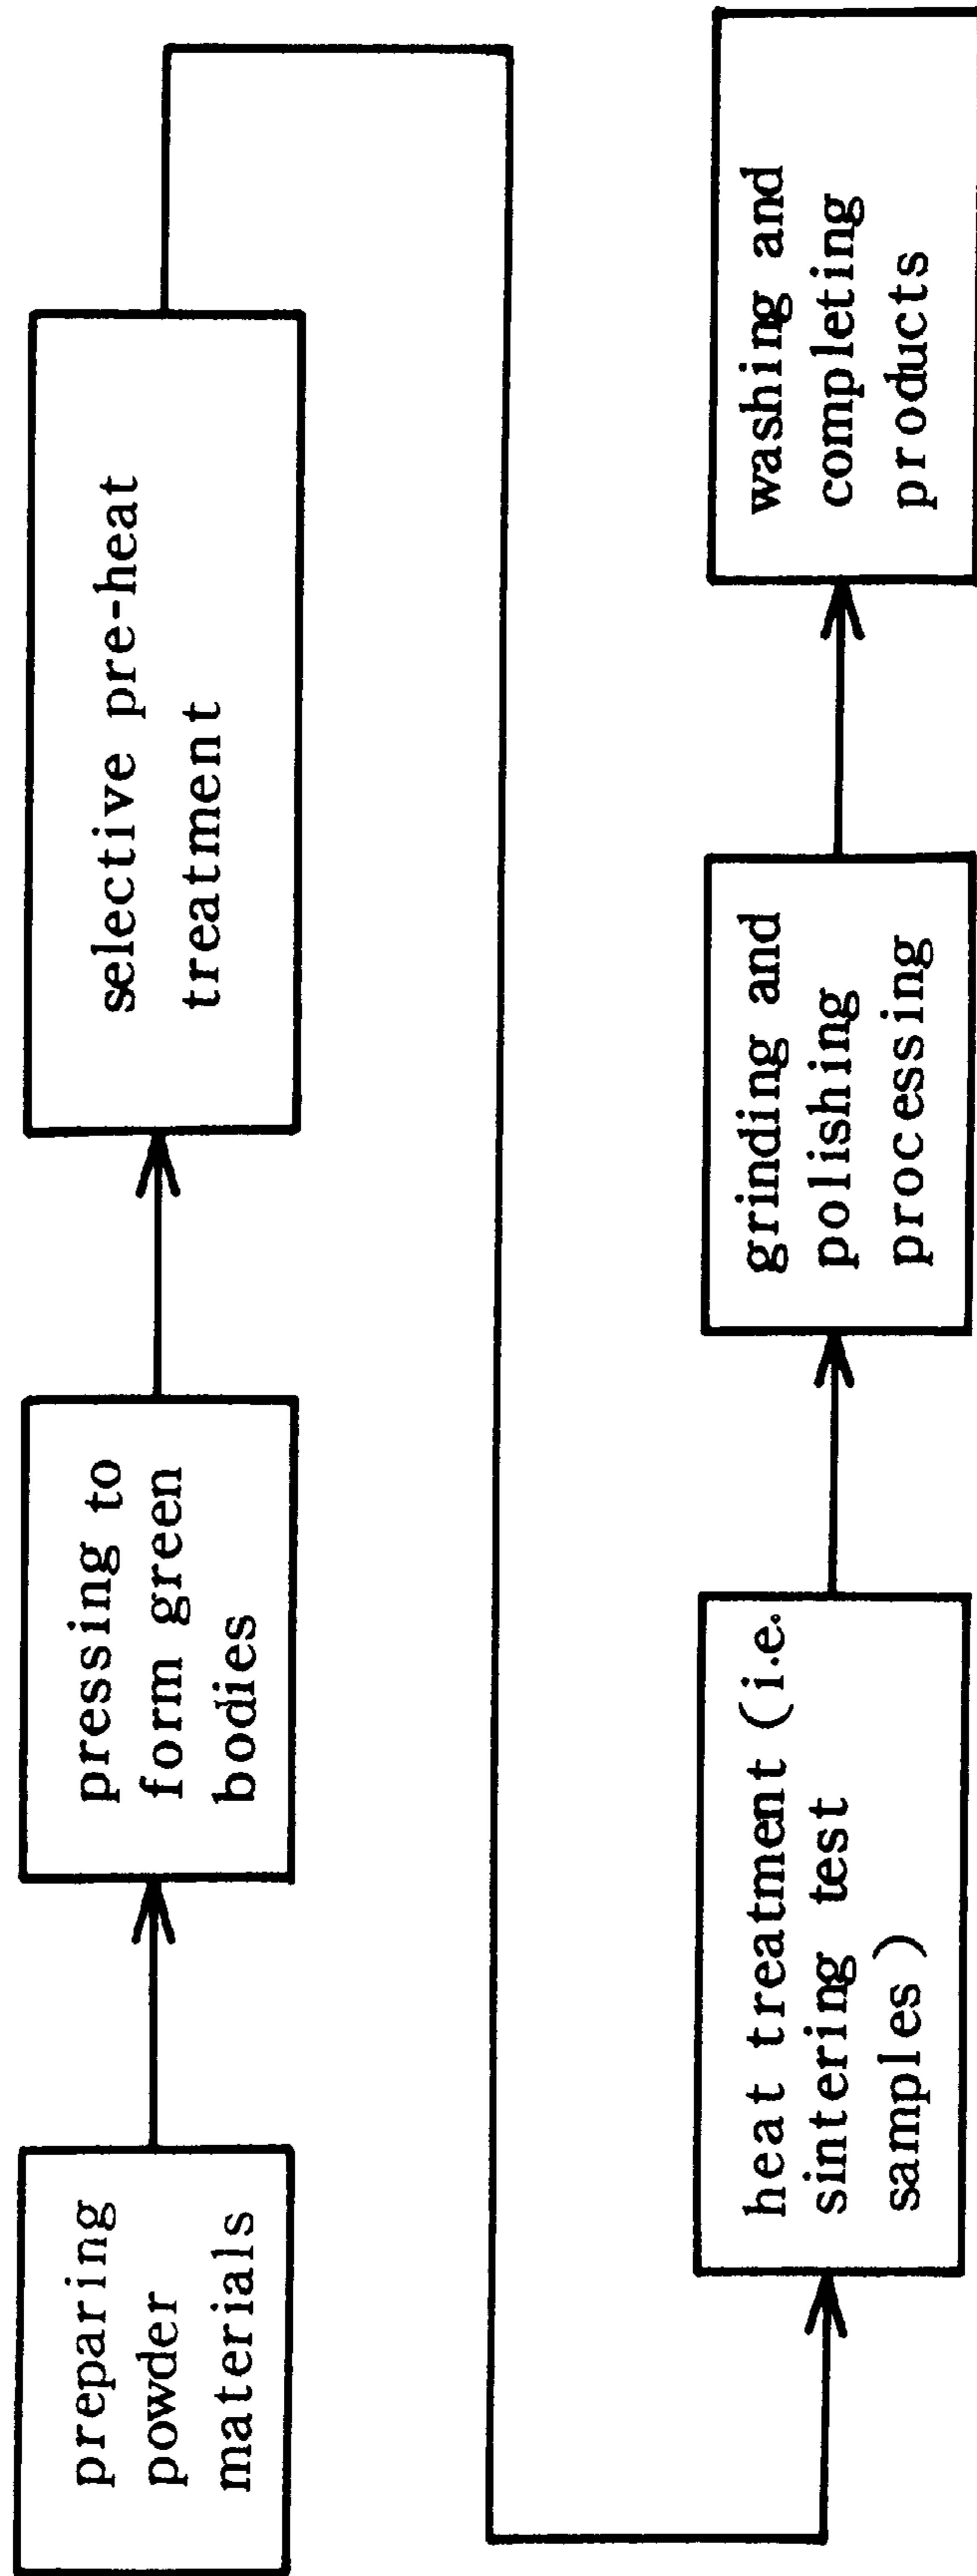 preparing
powder
materials
pressing to
form green
bodies
selective pre-heat
treatment
heat treatment (i.e.
sintering test
samples)
grinding and
polishing
processing
washing and
completing
products